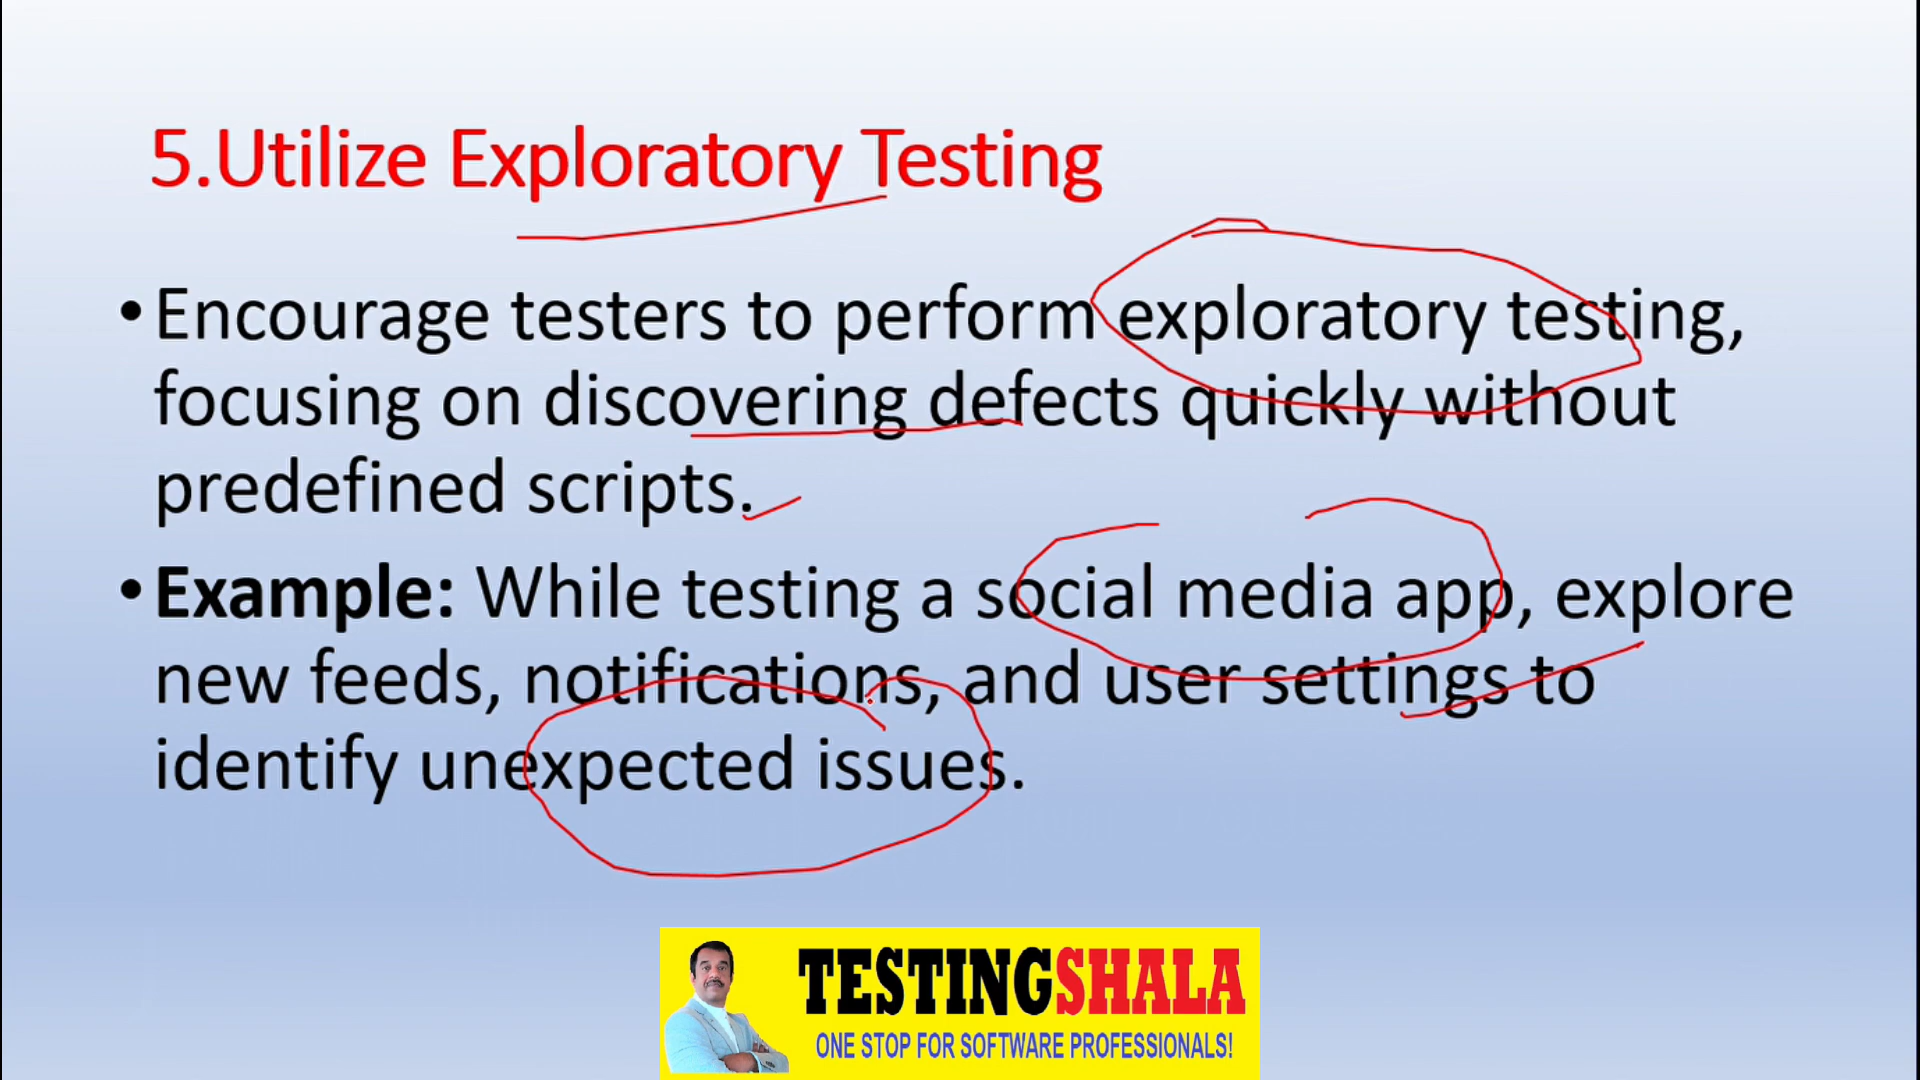 5.Utilize Exploratory Testing
• Encourage testers to perform exploratory testing,
focusing on discovering defects quickly without
predefined scripts.
• Example: While testing a social media app, explore
new feeds, notifications, and user settings to
identify unexpected issues.
TESTINGSHALA
ONE STOP FOR SOFTWARE PROFESSIONALS!